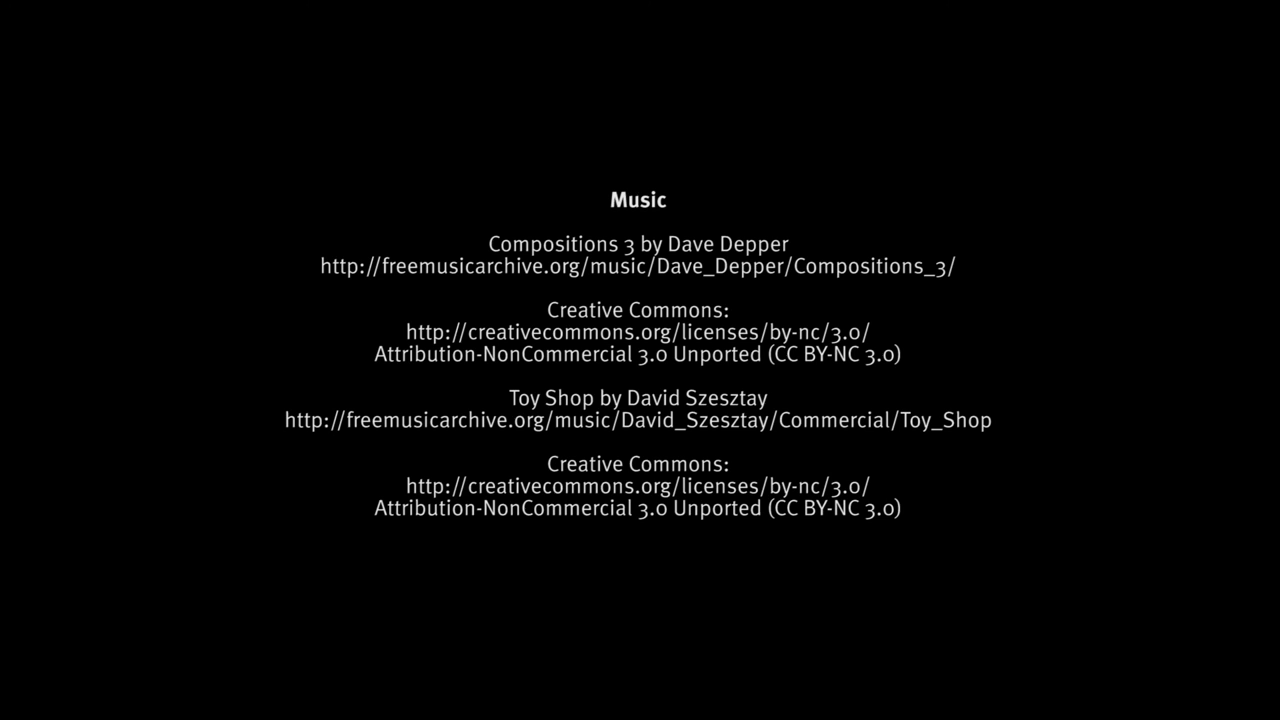 Music
Compositions 3 by Dave Depper
http://freemusicarchive.org/music/Dave_Depper/Compositions_3/
Creative Commons:
http://creativecommons.org/licenses/by-nc/3.0/
Attribution-NonCommercial 3.0 Unported (CC BY-NC 3.0)
Toy Shop by David Szesztay
http://freemusicarchive.org/music/David_Szesztay/Commercial/Toy_Shop
Creative Commons:
http://creativecommons.org/licenses/by-nc/3.0/
Attribution-NonCommercial 3.0 Unported (CC BY-NC 3.0)